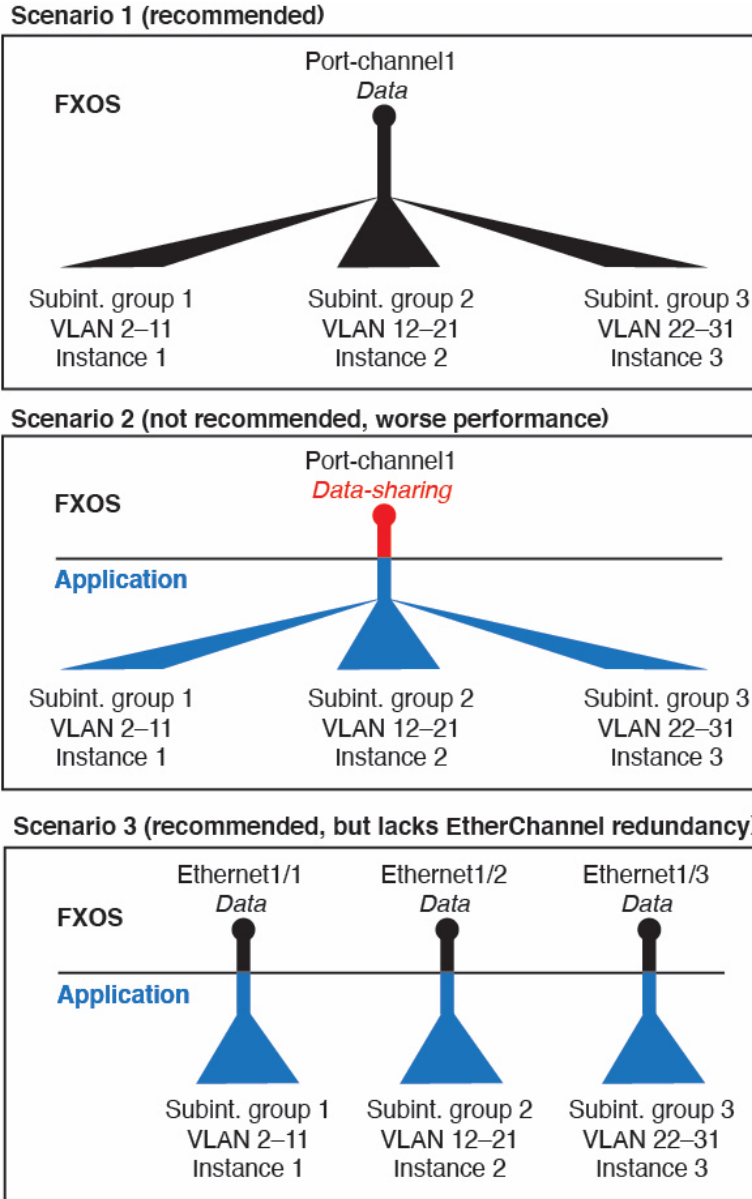 Scenario 1 (recommended)
Port-channel1
Data
FXOS
Subint. group 1
VLAN 2–11
Instance 1
Subint. group 2
VLAN 12–21
Instance 2
Subint. group 3
VLAN 22–31
Instance 3
Scenario 2 (not recommended, worse performance)
Port-channel1
Data-sharing
FXOS
Application
Subint. group 1
VLAN 2–11
Instance 1
Subint. group 2
VLAN 12–21
Instance 2
Subint. group 3
VLAN 22–31
Instance 3
Scenario 3 (recommended, but lacks EtherChannel redundancy)
Ethernet1/1
Data
Ethernet1/2
Data
Ethernet1/3
Data
FXOS
Application
Subint. group 1
VLAN 2–11
Instance 1
Subint. group 2
VLAN 12–21
Instance 2
Subint. group 3
VLAN 22–31
Instance 3